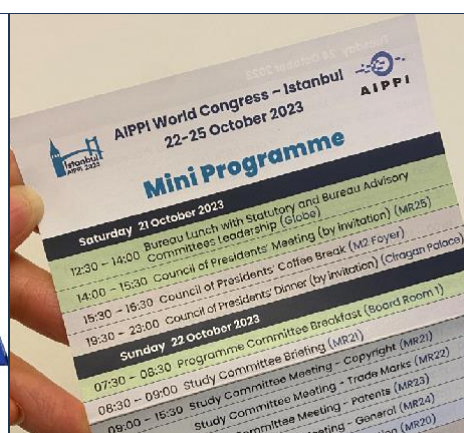 AIPPI World Congress – Istanbul
22-25 October 2023
AIPPI
Istanbul
AIPPI 2023
Mini Programme
Saturday 21 October 2023
12:30 – 14:00 Bureau Lunch with Statutory and Bureau Advisory
Committees Leadership (Globe)
14:00 – 15:30 Council of Presidents' Meeting (by invitation) (MR25)
15:30 – 16:30 Council of Presidents' Coffee Break (M2 Foyer)
19:30 – 23:00 Council of Presidents' Dinner (by invitation) (Ciragan Palace)
Sunday 22 October 2023
07:30 – 08:30 Programme Committee Breakfast (Board Room 1)
08:30 – 09:00 Study Committee Briefing (MR21)
09:00 – 15:30 Study Committee Meeting - Copyright (MR21)
Study Committee Meeting - Trade Marks (MR22)
Committee Meeting - Patents (MR23)
Meeting - General (MR24)
(MR20)